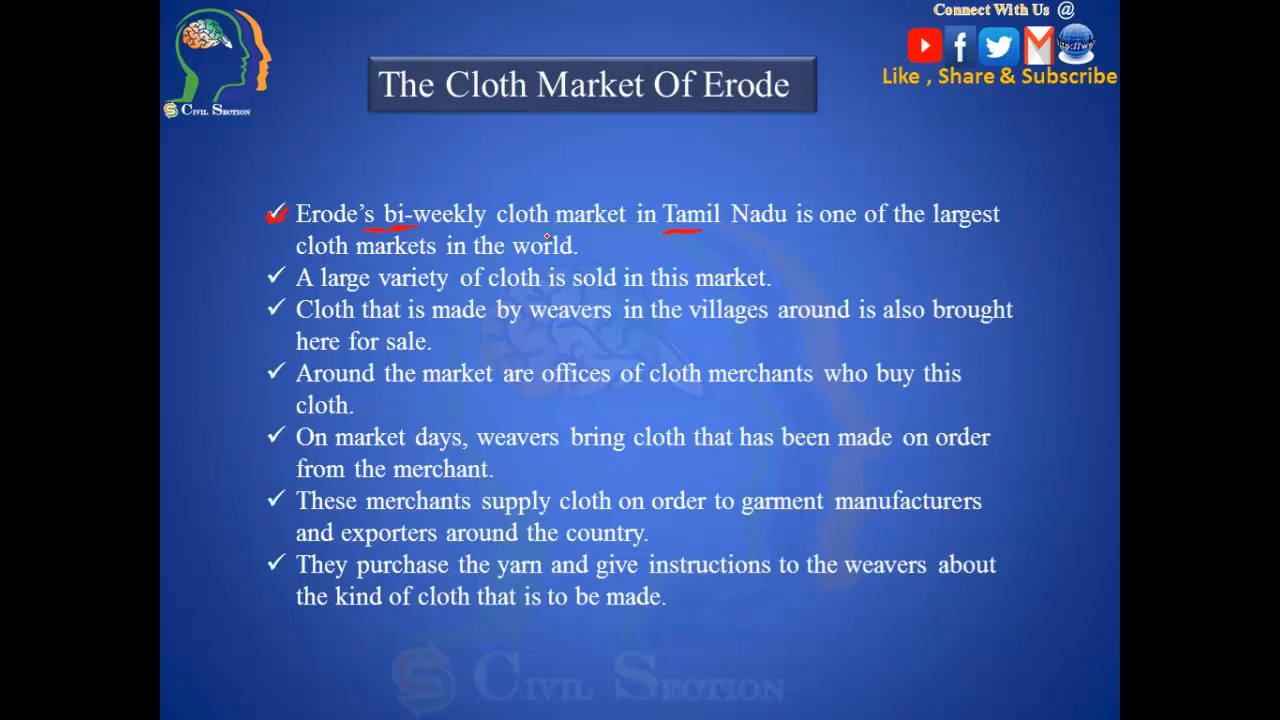 Connect With Us @
http://www
Like , Share & Subscribe
CIVIL SECTION
The Cloth Market Of Erode
✓ Erode’s bi-weekly cloth market in Tamil Nadu is one of the largest
cloth markets in the world.
✓ A large variety of cloth is sold in this market.
✓ Cloth that is made by weavers in the villages around is also brought
here for sale.
✓ Around the market are offices of cloth merchants who buy this
cloth.
✓ On market days, weavers bring cloth that has been made on order
from the merchant.
✓ These merchants supply cloth on order to garment manufacturers
and exporters around the country.
✓ They purchase the yarn and give instructions to the weavers about
the kind of cloth that is to be made.
CIVIL SECTION